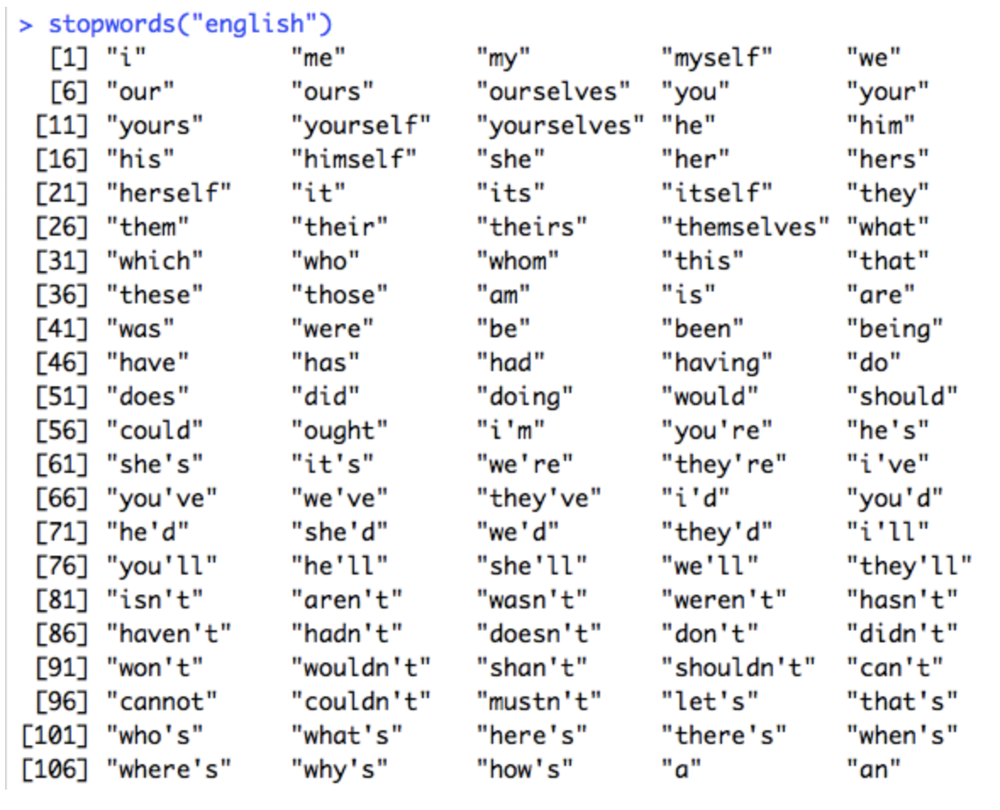 > stopwords("english")
[1] "i" "me" "my" "myself" "we"
[6] "our" "ours" "ourselves" "you" "your"
[11] "yours" "yourself" "yourselves" "he" "him"
[16] "his" "himself" "she" "her" "hers"
[21] "herself" "it" "its" "itself" "they"
[26] "them" "their" "theirs" "themselves" "what"
[31] "which" "who" "whom" "this" "that"
[36] "these" "those" "am" "is" "are"
[41] "was" "were" "be" "been" "being"
[46] "have" "has" "had" "having" "do"
[51] "does" "did" "doing" "would" "should"
[56] "could" "ought" "i'm" "you're" "he's"
[61] "she's" "it's" "we're" "they're" "i've"
[66] "you've" "we've" "they've" "i'd" "you'd"
[71] "he'd" "she'd" "we'd" "they'd" "i'll"
[76] "you'll" "he'll" "she'll" "we'll" "they'll"
[81] "isn't" "aren't" "wasn't" "weren't" "hasn't"
[86] "haven't" "hadn't" "doesn't" "don't" "didn't"
[91] "won't" "wouldn't" "shan't" "shouldn't" "can't"
[96] "cannot" "couldn't" "mustn't" "let's" "that's"
[101] "who's" "what's" "here's" "there's" "when's"
[106] "where's" "why's" "how's" "a" "an"